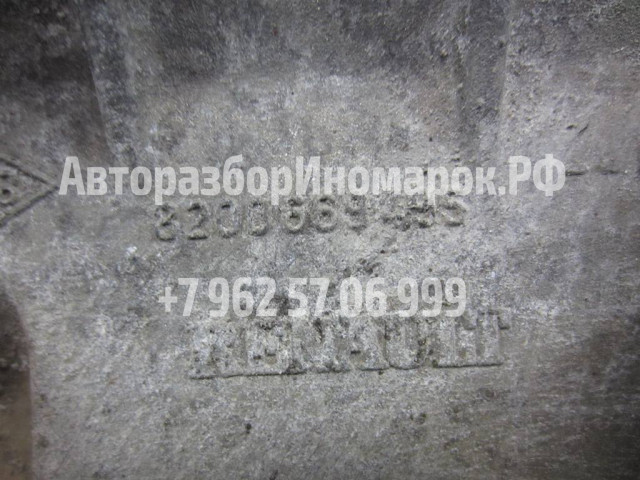 АвторазборИномарок.РФ
+7 962 57 06 999
RENAULT